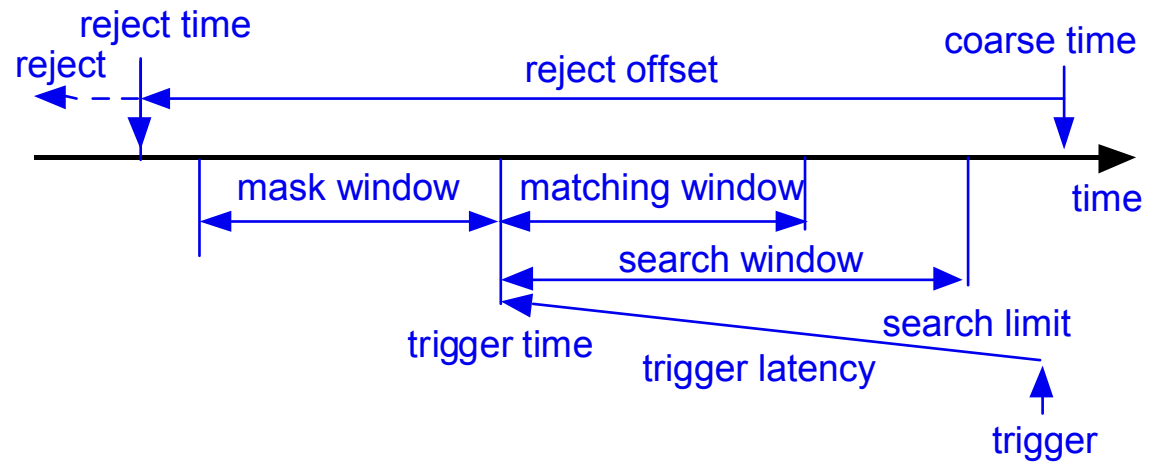 reject time
coarse time
reject
reject offset
mask window
matching window
time
search window
search limit
trigger time
trigger latency
trigger